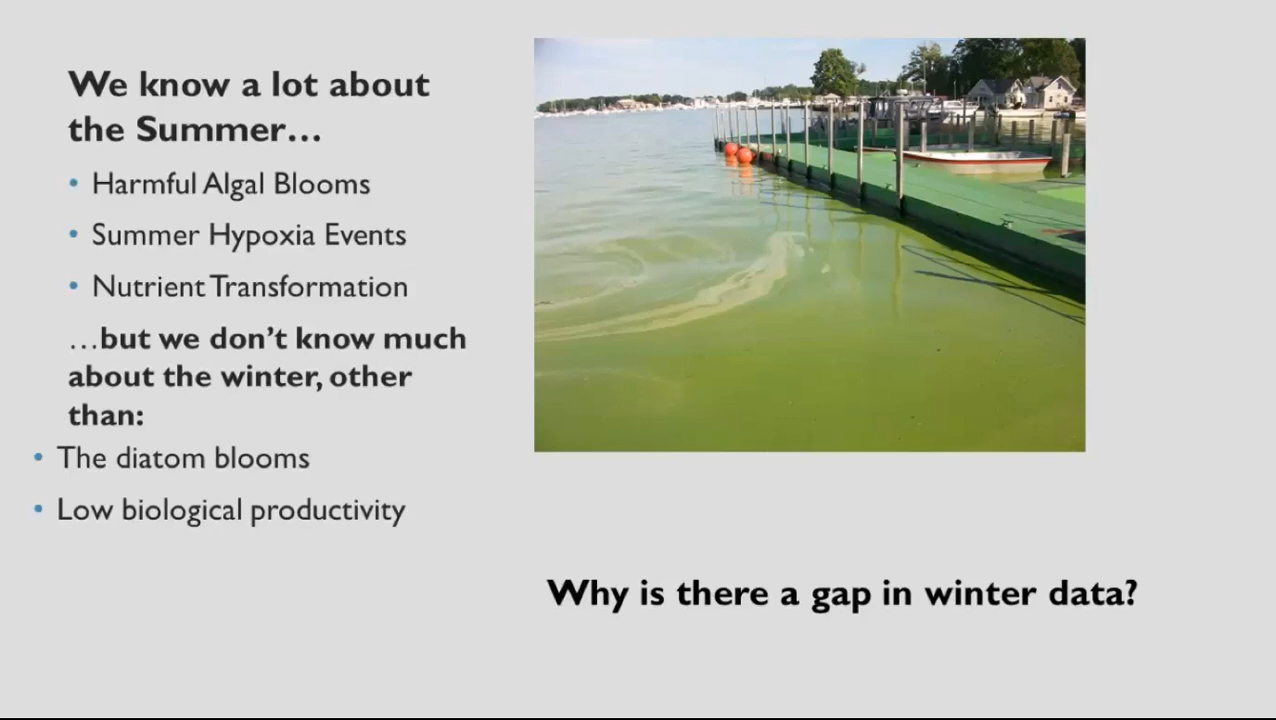 We know a lot about
the Summer…
• Harmful Algal Blooms
• Summer Hypoxia Events
• Nutrient Transformation
…but we don’t know much
about the winter, other
than:
• The diatom blooms
• Low biological productivity
Why is there a gap in winter data?